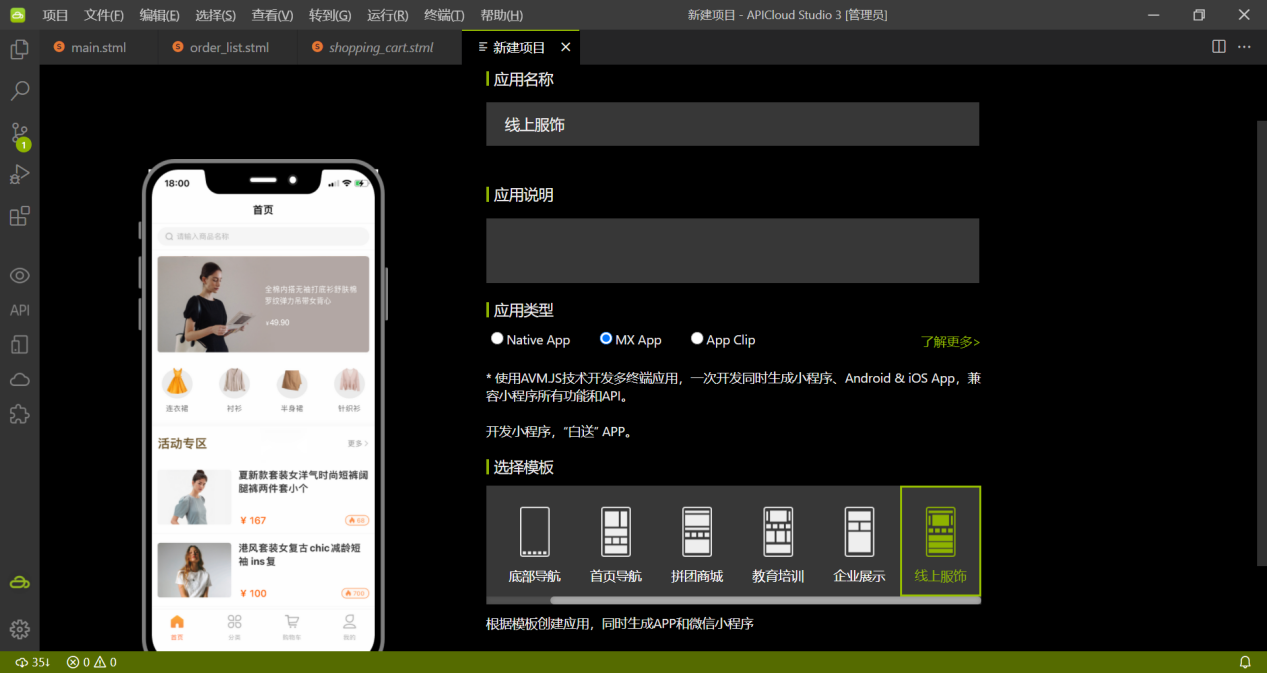 项目 文件(F) 编辑(E) 选择(S) 查看(V) 转到(G) 运行(R) 终端(T) 帮助(H) 新建项目 - APICloud Studio 3 [管理员]
main.stml order_list.stml shopping_cart.stml 新建项目
应用名称
线上服饰
应用说明
应用类型
Native App MX App App Clip 了解更多>
* 使用AVM.JS技术开发多终端应用，一次开发同时生成小程序、Android & iOS App，兼
容小程序所有功能和API。
开发小程序，“白送” APP。
选择模板
底部导航 首页导航 拼团商城 教育培训 企业展示 线上服饰
根据模板创建应用，同时生成APP和微信小程序
1
API
18:00
首页
请输入商品名称
全棉内搭无袖打底衫舒肤棉
罗纹弹力吊带女背心
¥49.90
连衣裙 衬衫 半身裙 针织衫
活动专区 更多>
夏新款套装女洋气时尚短裤阔
腿裤两件套小个
¥ 167 68
港风套装女复古chic减龄短
袖ins复
¥ 100 700
首页 分类 购物车 我的
35↓ 0 0